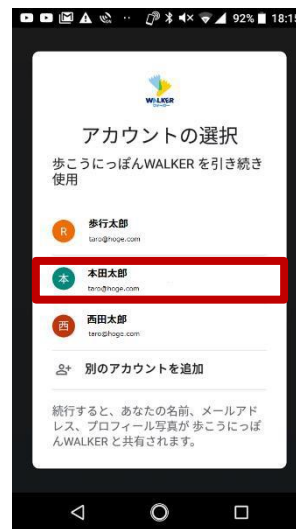 92% 18:15
WALKER
アカウントの選択
歩こうにっぽんWALKER を引き続き
使用
R 歩行太郎
taro@hoge.com
本 本田太郎
taro@hoge.com
西 西田太郎
taro@hoge.com
別のアカウントを追加
続行すると、あなたの名前、メールアド
レス、プロフィール写真が 歩こうにっぽ
んWALKER と共有されます。